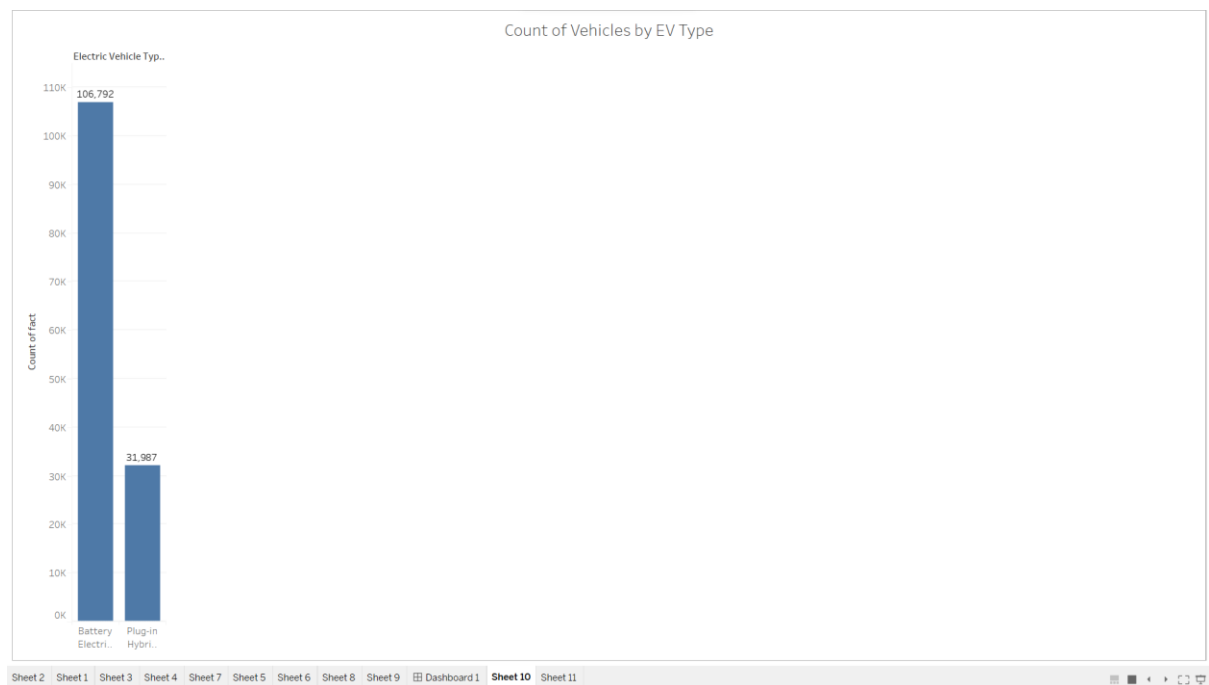 Count of Vehicles by EV Type
Electric Vehicle Typ..
110K
106,792
100K
90K
80K
70K
60K
50K
40K
31,987
30K
20K
10K
0K
Count of fact
Battery Electri..
Plug-in Hybri..
Sheet 2 Sheet 1 Sheet 3 Sheet 4 Sheet 7 Sheet 5 Sheet 6 Sheet 8 Sheet 9 Dashboard 1 Sheet 10 Sheet 11